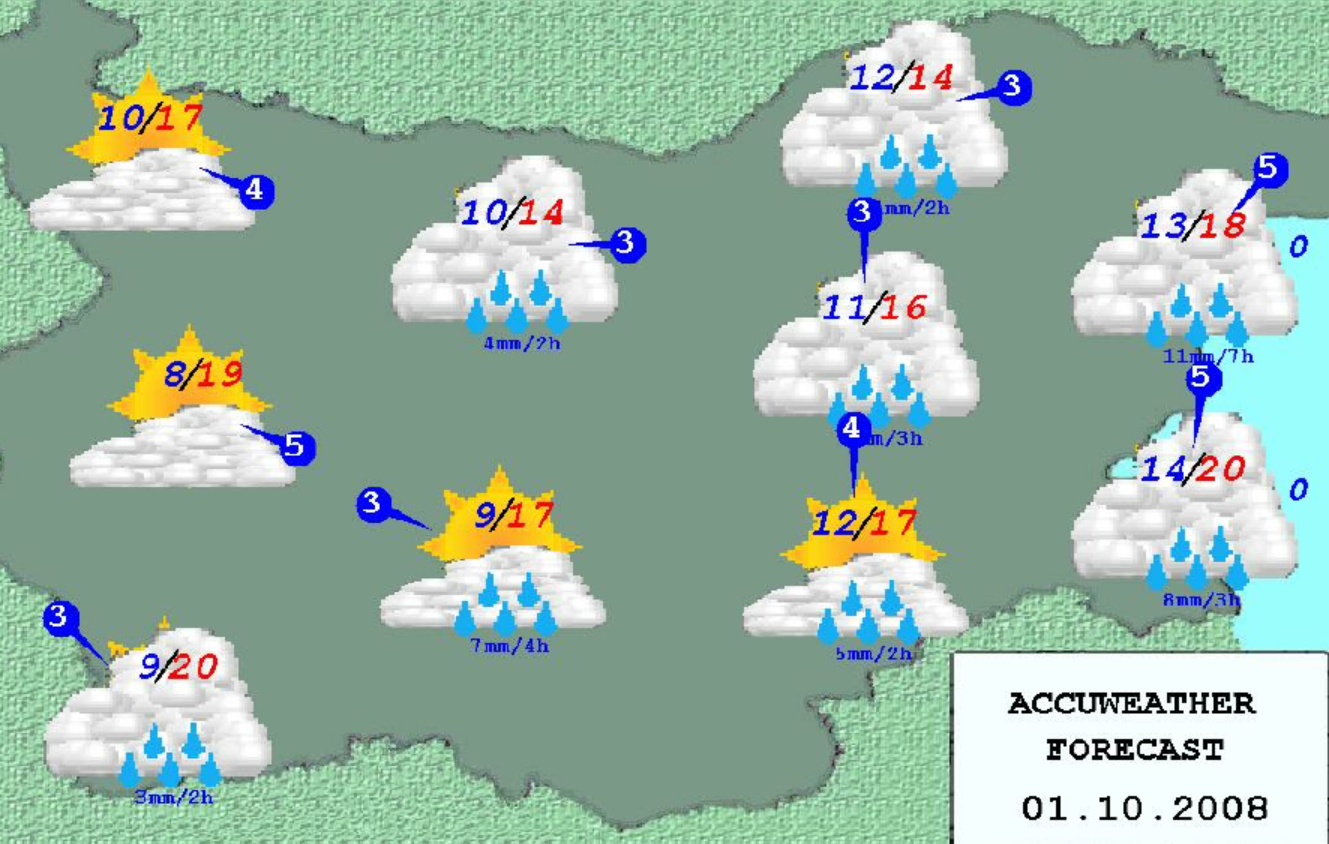 12/14
3
mm/2h
10/17
4
10/14
3
4mm/2h
3
11/16
m/3h
5
13/18
0
11mm/7h
8/19
5
5
14/20
0
8mm/3h
3
9/17
7mm/4h
4
12/17
5mm/2h
3
9/20
3mm/2h
ACCUWEATHER
FORECAST
01.10.2008